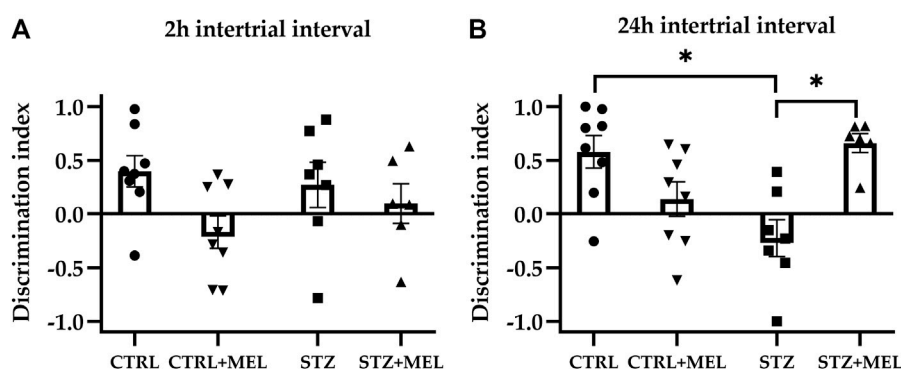 A
2h intertrial interval
Discrimination index
1.0
0.5
0.0
-0.5
-1.0
CTRL CTRL+MEL STZ STZ+MEL
B
24h intertrial interval
*
*
Discrimination index
1.0
0.5
0.0
-0.5
-1.0
CTRL CTRL+MEL STZ STZ+MEL